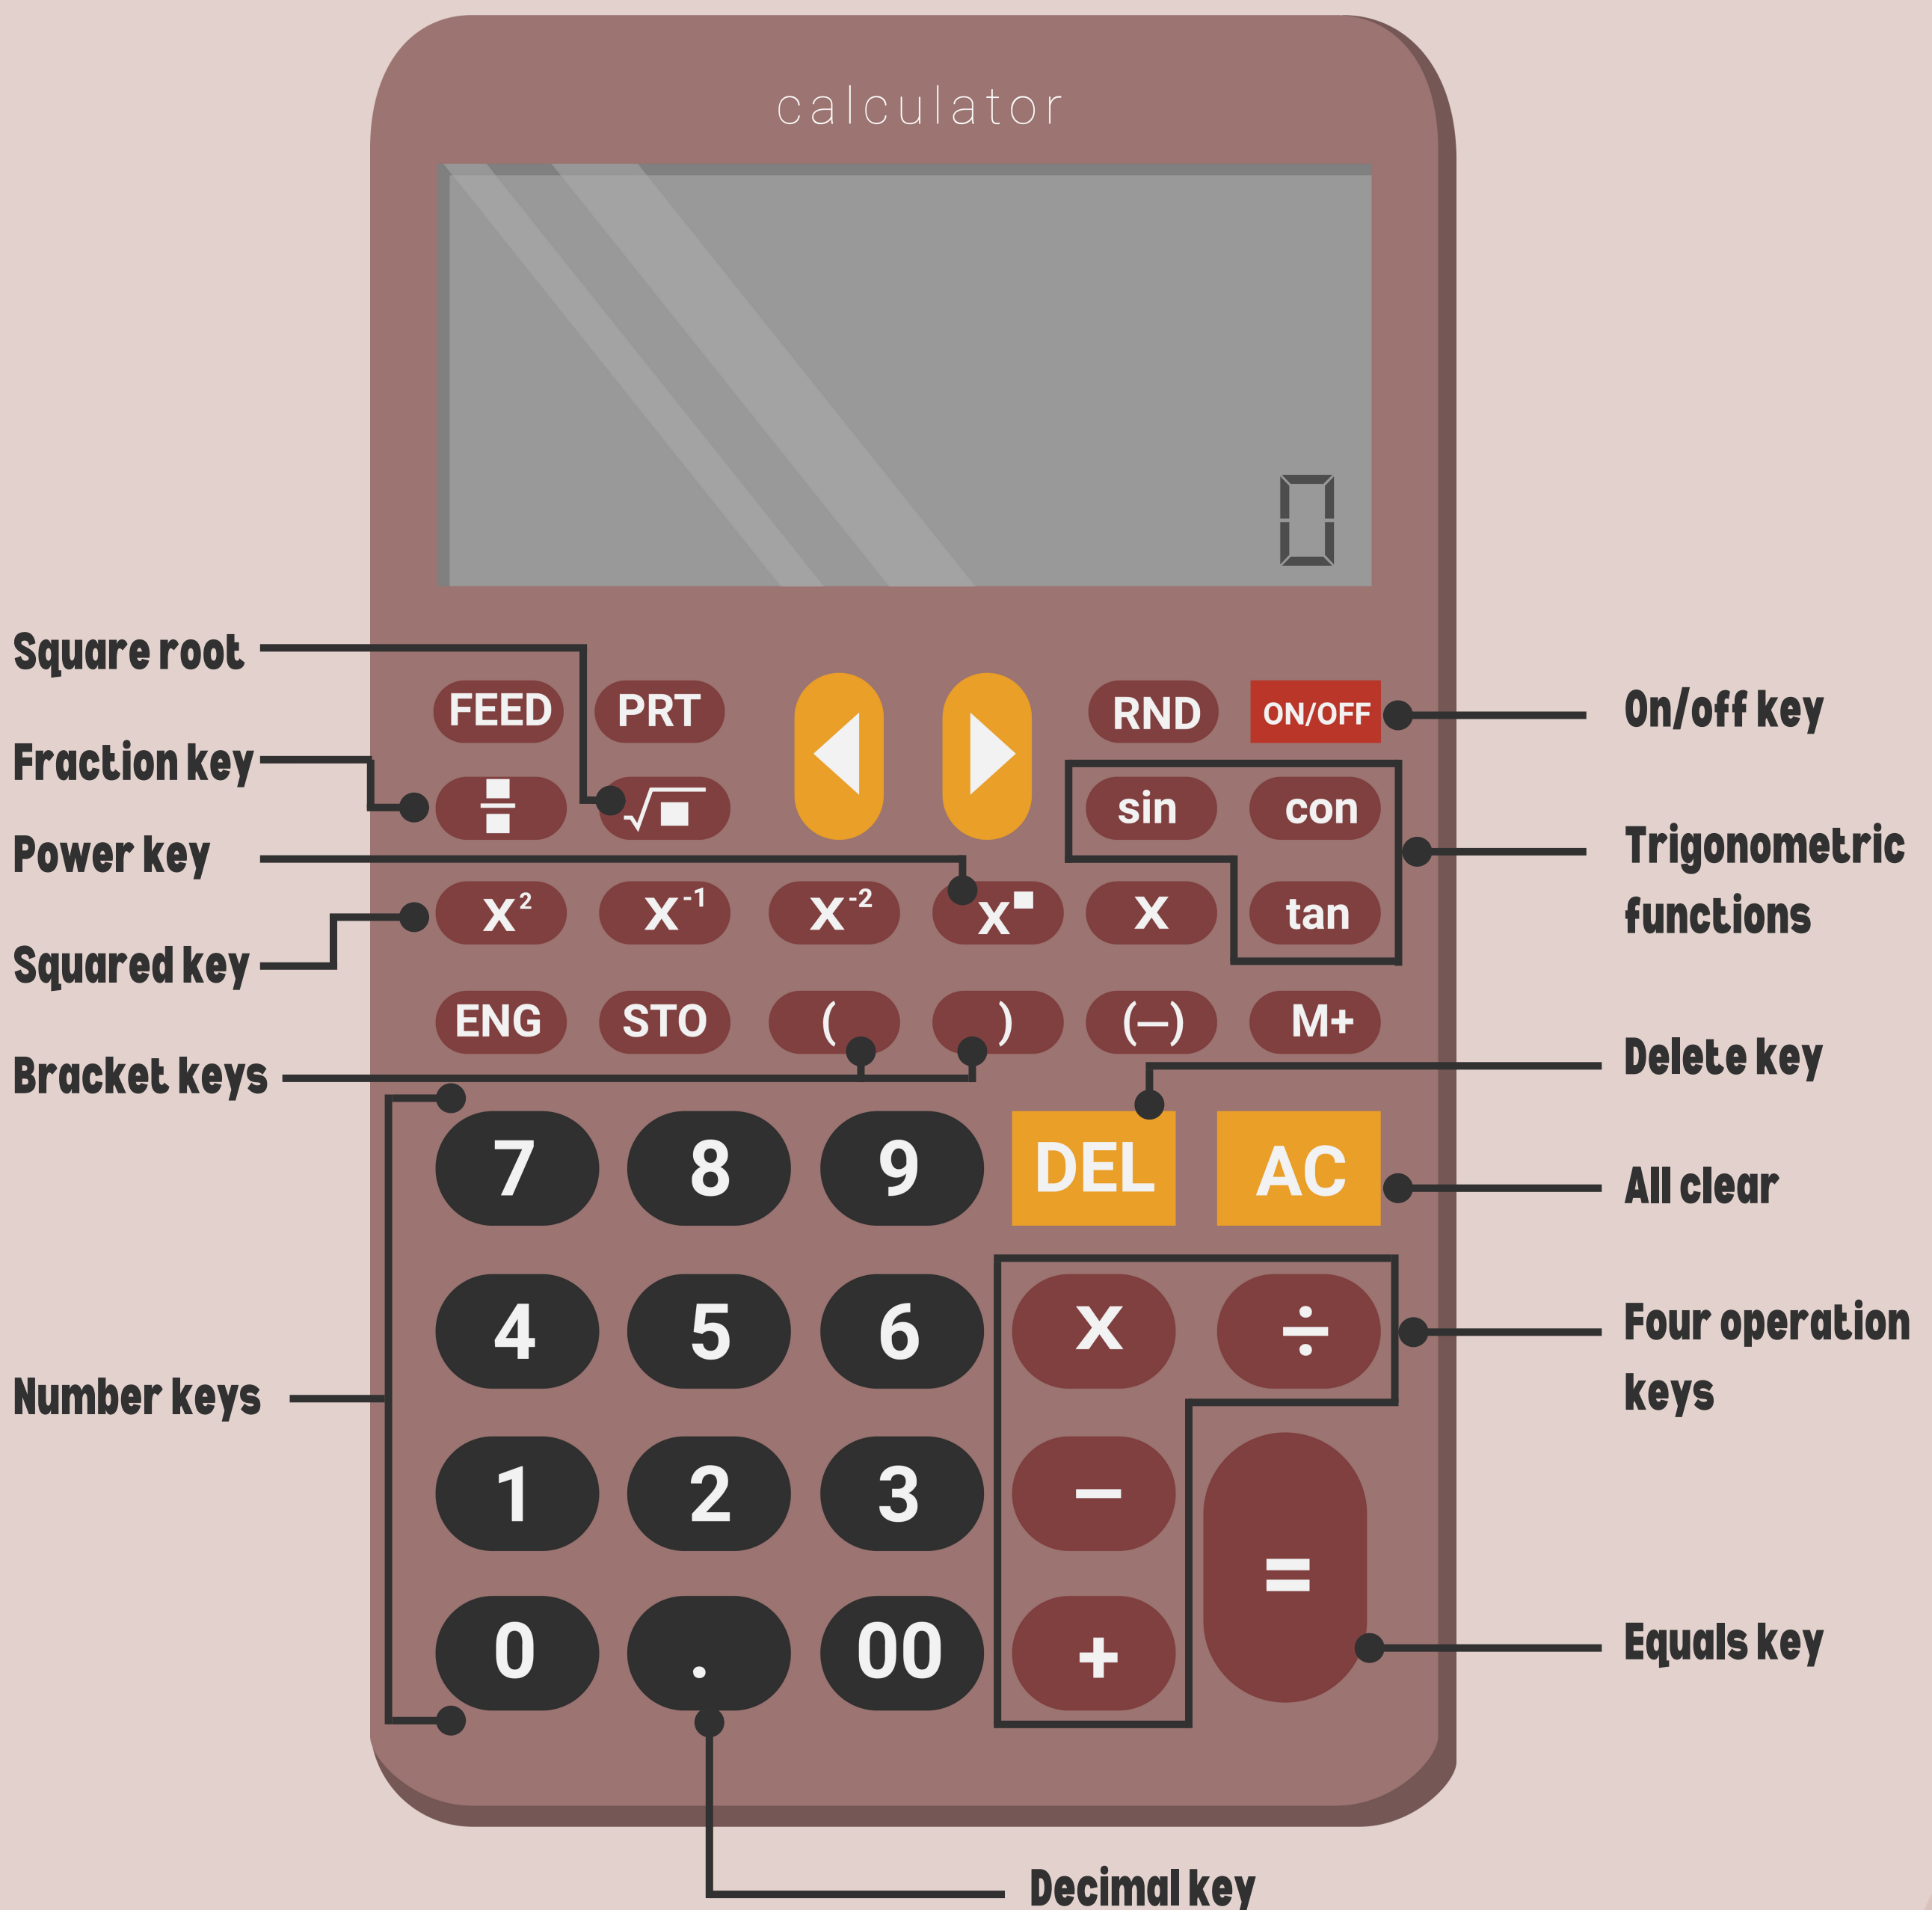 calculator
0
Square root
Fraction key
Power key
Squared key
Bracket keys
Number keys
FEED PRT RND ON/OFF
√ sin con
x² x⁻¹ x⁻² x■ x tan
ENG STO ( ) (—) M+
7 8 9 DEL AC
4 5 6 x ÷
1 2 3 −
=
0 . 00 +
On/off key
Trigonometric
functions
Delete key
All clear
Four operation
keys
Equals key
Decimal key